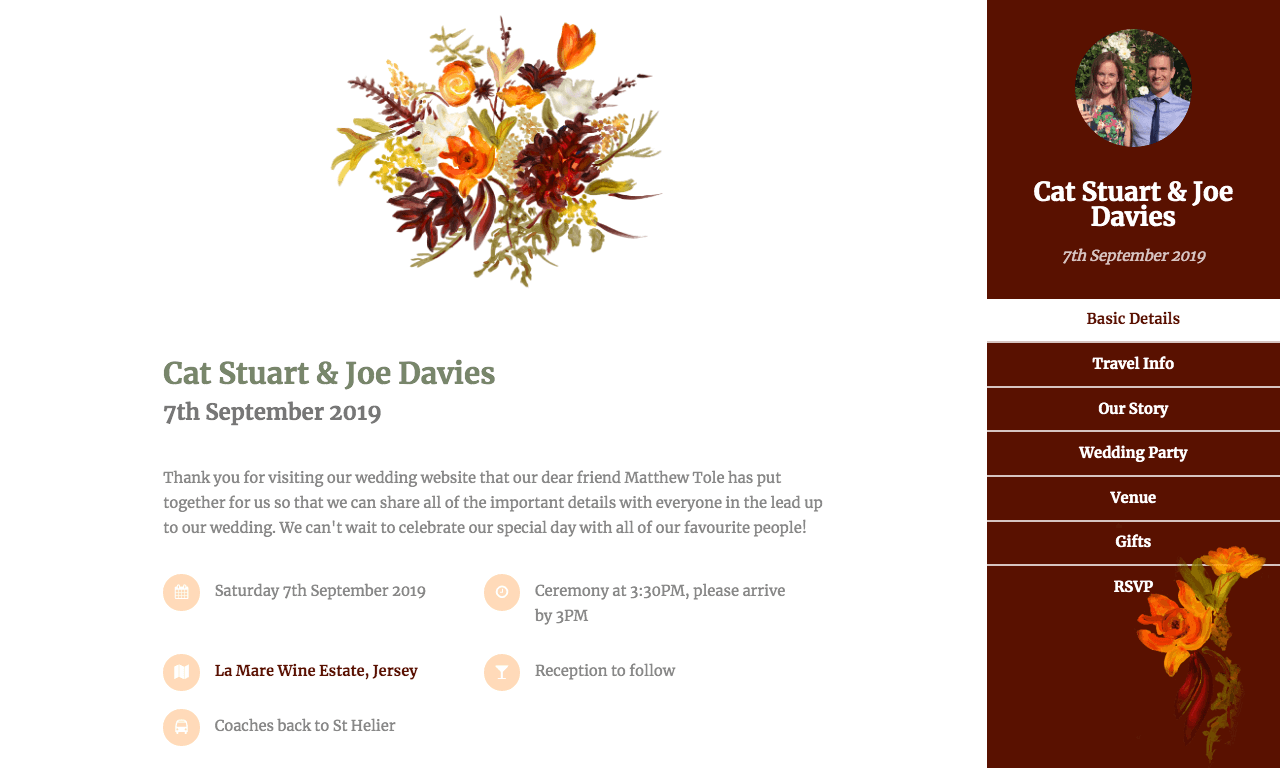 Cat Stuart & Joe Davies
7th September 2019
Thank you for visiting our wedding website that our dear friend Matthew Tole has put
together for us so that we can share all of the important details with everyone in the lead up
to our wedding. We can't wait to celebrate our special day with all of our favourite people!
Saturday 7th September 2019
Ceremony at 3:30PM, please arrive
by 3PM
La Mare Wine Estate, Jersey
Reception to follow
Coaches back to St Helier
Cat Stuart & Joe
Davies
7th September 2019
Basic Details
Travel Info
Our Story
Wedding Party
Venue
Gifts
RSVP